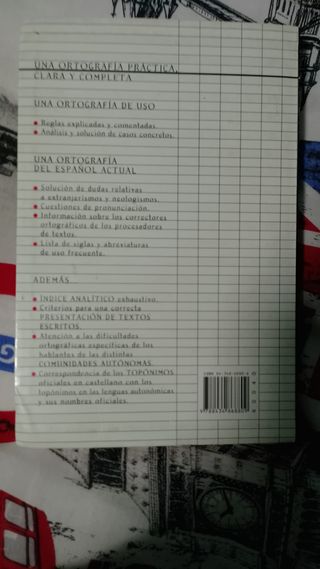 UNA ORTOGRAFÍA PRÁCTICA,
CLARA Y COMPLETA
UNA ORTOGRAFÍA DE USO
Reglas explicadas y comentadas.
Análisis y solución de casos concretos.
UNA ORTOGRAFÍA
DEL ESPAÑOL ACTUAL
Solución de dudas relativas
a extranjerismos y neologismos.
Cuestiones de pronunciación.
Información sobre los correctores
ortográficos de los procesadores
de textos.
Lista de siglas y abreviaturas
de uso frecuente.
ADEMÁS...
ÍNDICE ANALÍTICO exhaustivo.
Criterios para una correcta
PRESENTACIÓN DE TEXTOS
ESCRITOS.
Atención a las dificultades
ortográficas específicas de los
hablantes de las distintas
COMUNIDADES AUTÓNOMAS.
Correspondencia de los TOPÓNIMOS
oficiales en castellano con los
topónimos en las lenguas autonómicas
y sus nombres oficiales.
ISBN